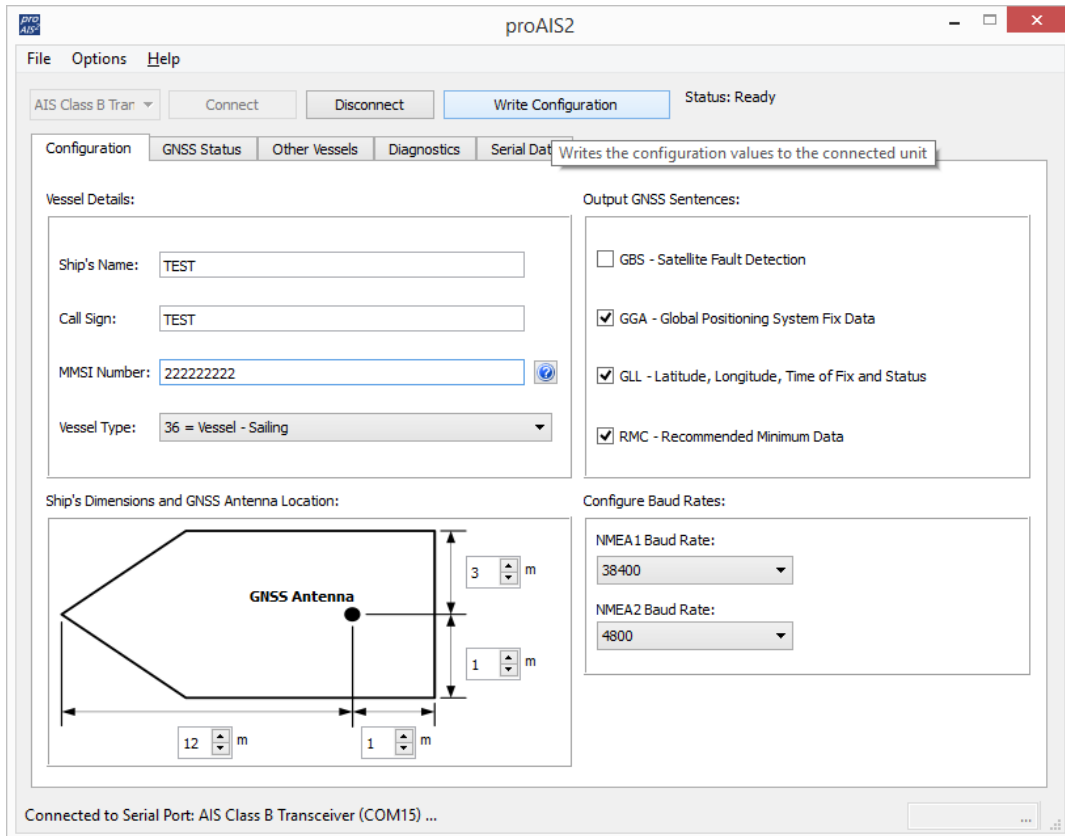 pro
AIS²
proAIS2
File Options Help
AIS Class B Tran Connect Disconnect Write Configuration Status: Ready
Configuration GNSS Status Other Vessels Diagnostics Serial Dat
Writes the configuration values to the connected unit
Vessel Details:
Ship's Name: TEST
Call Sign: TEST
MMSI Number: 222222222
Vessel Type: 36 = Vessel - Sailing
Output GNSS Sentences:
GBS - Satellite Fault Detection
GGA - Global Positioning System Fix Data
GLL - Latitude, Longitude, Time of Fix and Status
RMC - Recommended Minimum Data
Ship's Dimensions and GNSS Antenna Location:
3 m
GNSS Antenna
1 m
12 m 1 m
Configure Baud Rates:
NMEA1 Baud Rate:
38400
NMEA2 Baud Rate:
4800
Connected to Serial Port: AIS Class B Transceiver (COM15) ...
...